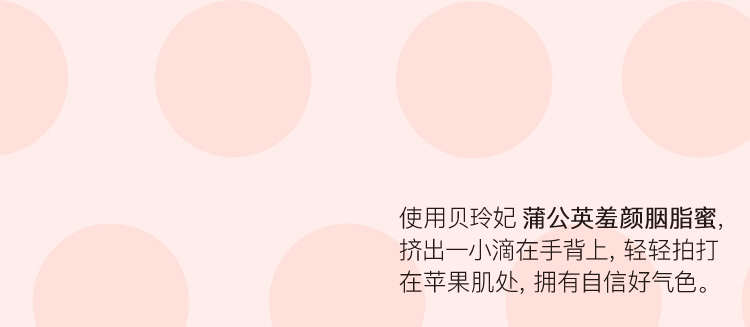 使用贝玲妃 蒲公英羞颜胭脂蜜,
挤出一小滴在手背上, 轻轻拍打
在苹果肌处, 拥有自信好气色。